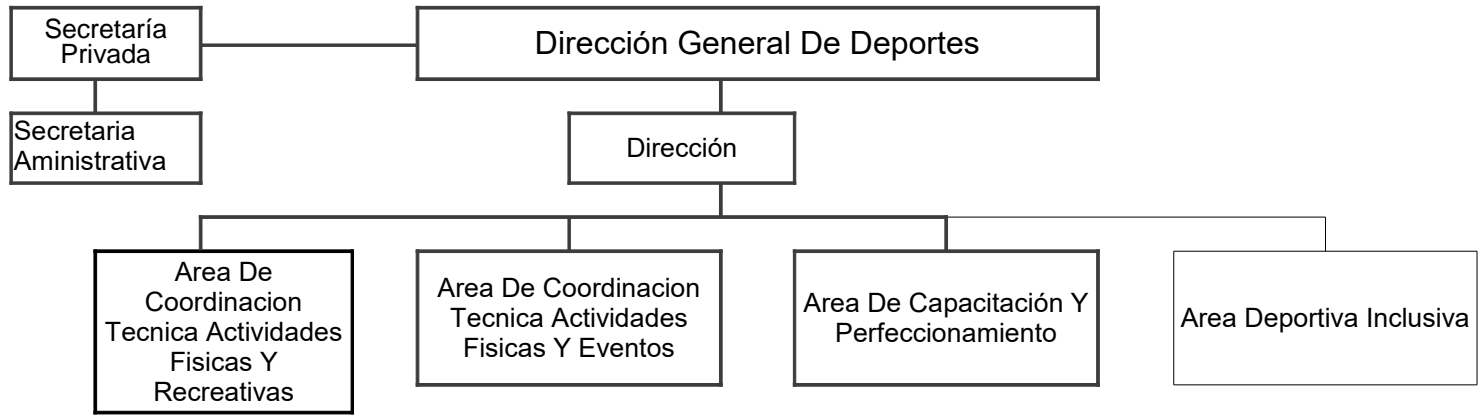 Secretaría
Privada
Dirección General De Deportes
Secretaria
Aministrativa
Dirección
Area De
Coordinacion
Tecnica Actividades
Fisicas Y
Recreativas
Area De Coordinacion
Tecnica Actividades
Fisicas Y Eventos
Area De Capacitación Y
Perfeccionamiento
Area Deportiva Inclusiva